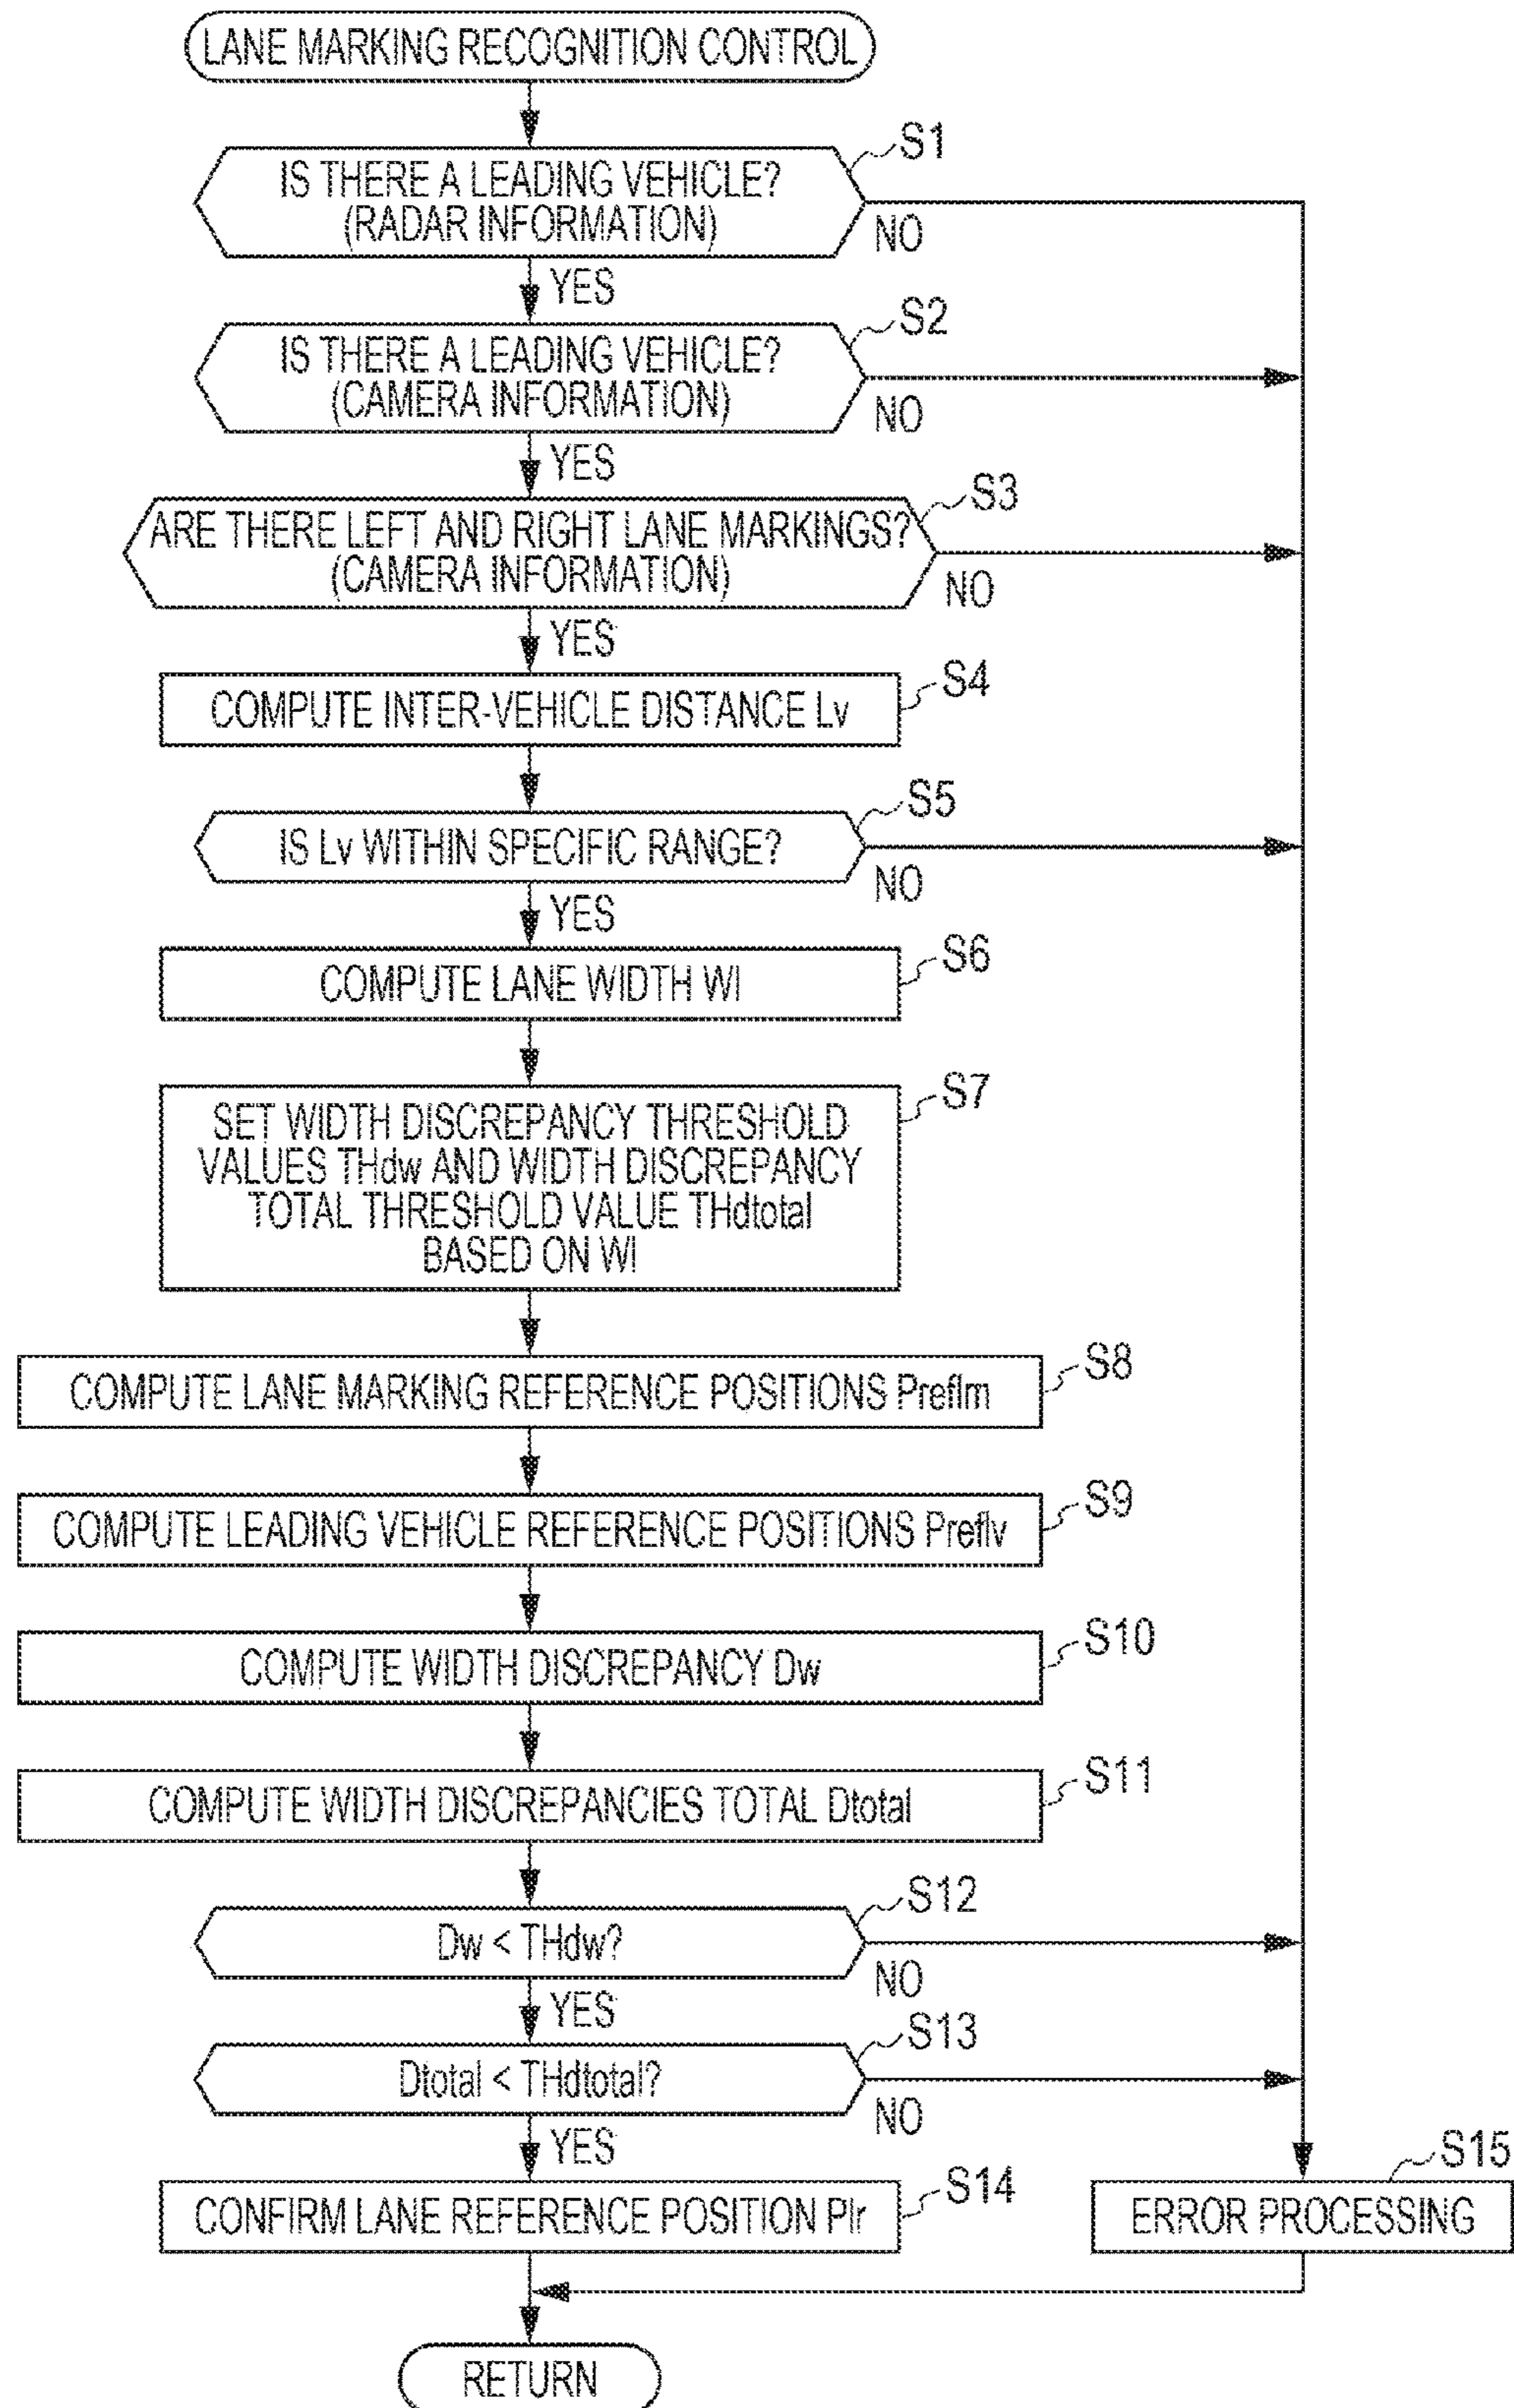 LANE MARKING RECOGNITION CONTROL
S1
IS THERE A LEADING VEHICLE?
(RADAR INFORMATION)
NO
YES
S2
IS THERE A LEADING VEHICLE?
(CAMERA INFORMATION)
NO
YES
S3
ARE THERE LEFT AND RIGHT LANE MARKINGS?
(CAMERA INFORMATION)
NO
YES
S4
COMPUTE INTER-VEHICLE DISTANCE Lv
S5
IS Lv WITHIN SPECIFIC RANGE?
NO
YES
S6
COMPUTE LANE WIDTH Wl
S7
SET WIDTH DISCREPANCY THRESHOLD
VALUES THdw AND WIDTH DISCREPANCY
TOTAL THRESHOLD VALUE THdtotal
BASED ON Wl
S8
COMPUTE LANE MARKING REFERENCE POSITIONS Preflm
S9
COMPUTE LEADING VEHICLE REFERENCE POSITIONS Preflv
S10
COMPUTE WIDTH DISCREPANCY Dw
S11
COMPUTE WIDTH DISCREPANCIES TOTAL Dtotal
S12
Dw < THdw?
NO
YES
S13
Dtotal < THdtotal?
NO
YES
S14
CONFIRM LANE REFERENCE POSITION Plr
S15
ERROR PROCESSING
RETURN